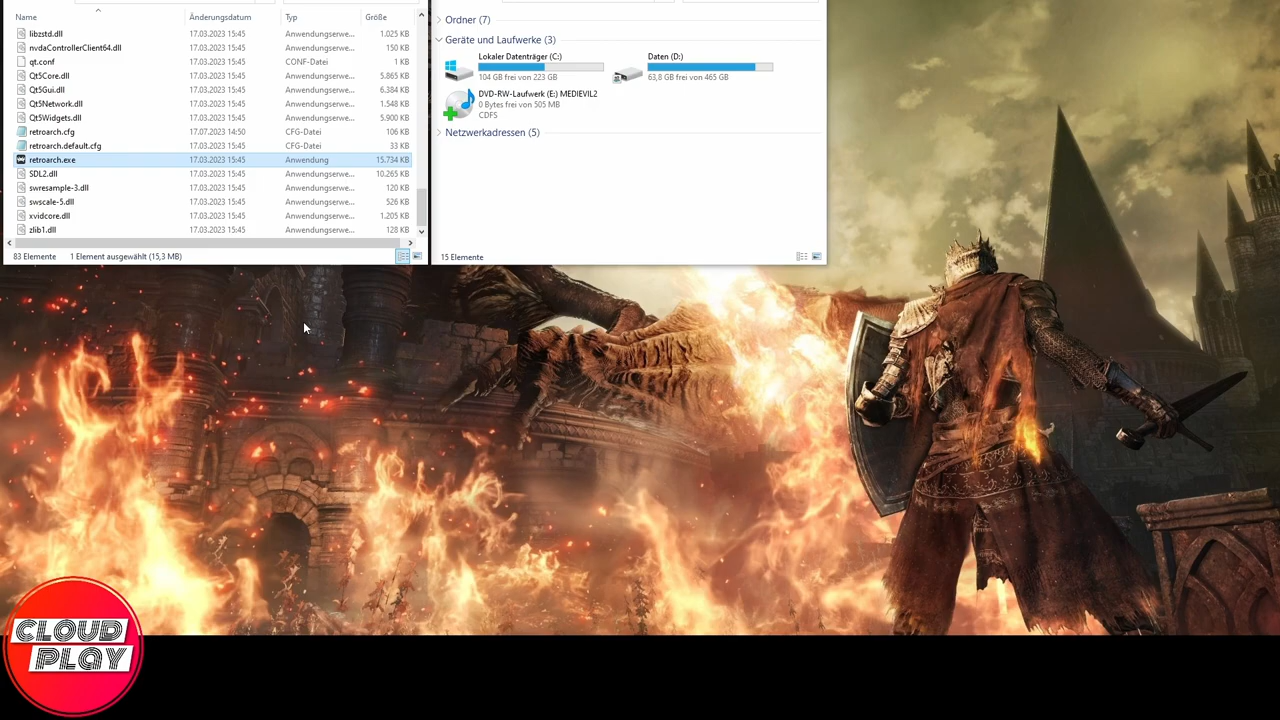 Name Änderungsdatum Typ Größe
libzstd.dll 17.03.2023 15:45 Anwendungserwe... 1.025 KB
nvdaControllerClient64.dll 17.03.2023 15:45 Anwendungserwe... 150 KB
qt.conf 17.03.2023 15:45 CONF-Datei 1 KB
Qt5Core.dll 17.03.2023 15:45 Anwendungserwe... 5.865 KB
Qt5Gui.dll 17.03.2023 15:45 Anwendungserwe... 6.384 KB
Qt5Network.dll 17.03.2023 15:45 Anwendungserwe... 1.548 KB
Qt5Widgets.dll 17.03.2023 15:45 Anwendungserwe... 5.900 KB
retroarch.cfg 17.07.2023 14:50 CFG-Datei 106 KB
retroarch.default.cfg 17.03.2023 15:45 CFG-Datei 33 KB
retroarch.exe 17.03.2023 15:45 Anwendung 15.734 KB
SDL2.dll 17.03.2023 15:45 Anwendungserwe... 10.265 KB
swresample-3.dll 17.03.2023 15:45 Anwendungserwe... 120 KB
swscale-5.dll 17.03.2023 15:45 Anwendungserwe... 526 KB
xvidcore.dll 17.03.2023 15:45 Anwendungserwe... 1.205 KB
zlib1.dll 17.03.2023 15:45 Anwendungserwe... 128 KB
83 Elemente 1 Element ausgewählt (15,3 MB)
Ordner (7)
Geräte und Laufwerke (3)
Lokaler Datenträger (C:)
104 GB frei von 223 GB
Daten (D:)
63,8 GB frei von 465 GB
DVD-RW-Laufwerk (E:) MEDIEVIL2
0 Bytes frei von 505 MB
CDFS
Netzwerkadressen (5)
15 Elemente
CLOUD
PLAY